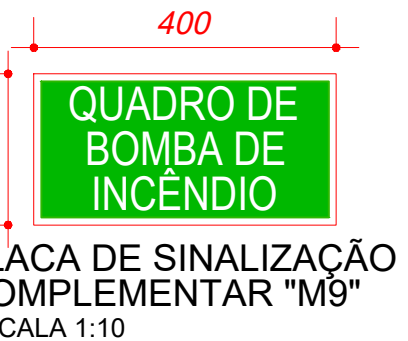 400
QUADRO DE
BOMBA DE
INCÊNDIO
LACA DE SINALIZAÇÃO
OMPLEMENTAR "M9"
CALA 1:10